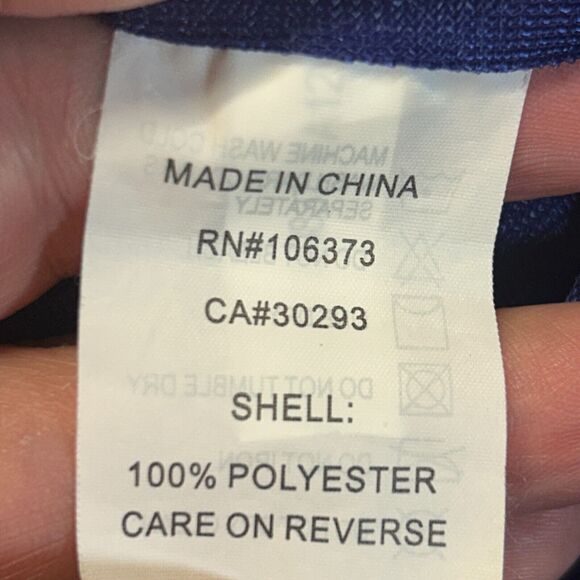 MADE IN CHINA
RN#106373
CA#30293
SHELL:
100% POLYESTER
CARE ON REVERSE